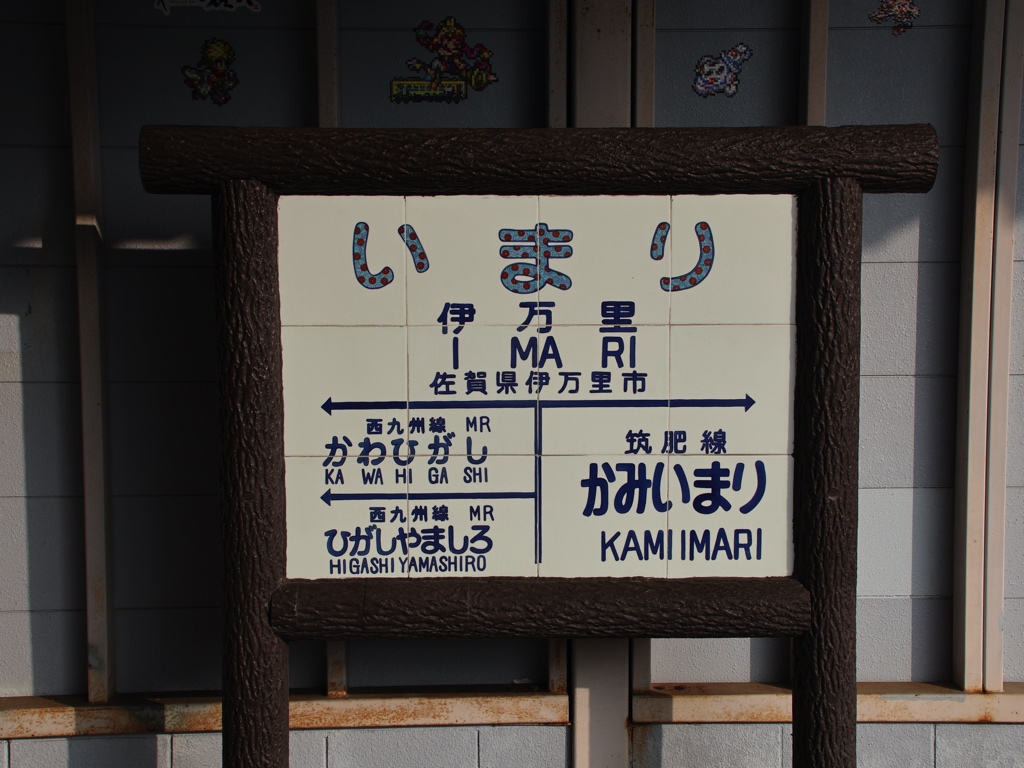 いまり
伊万里
I MA RI
佐賀県伊万里市
西九州線 MR
かわひがし
KA WA HI GA SHI
西九州線 MR
ひがしやましろ
HIGASHIYAMASHIRO
筑肥線
かみいまり
KAMIIMARI